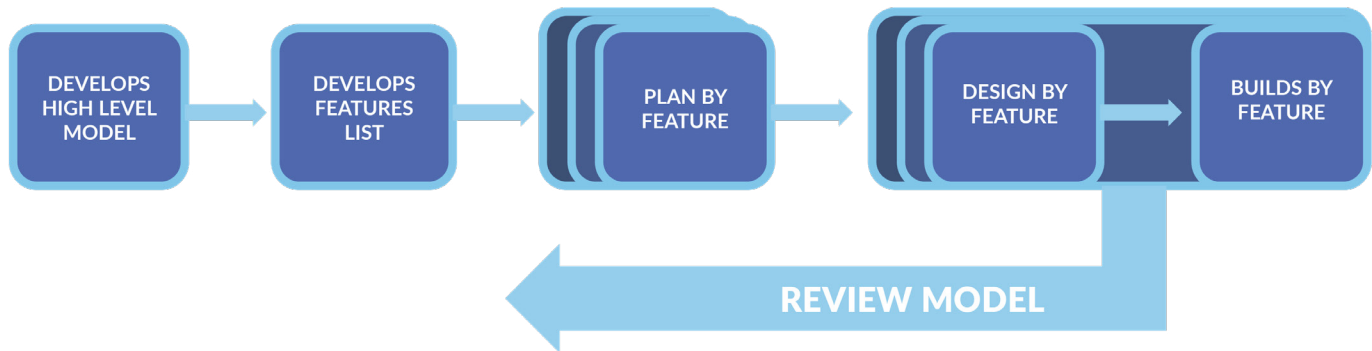 DEVELOPS
HIGH LEVEL
MODEL
DEVELOPS
FEATURES
LIST
PLAN BY
FEATURE
DESIGN BY
FEATURE
BUILDS BY
FEATURE
REVIEW MODEL